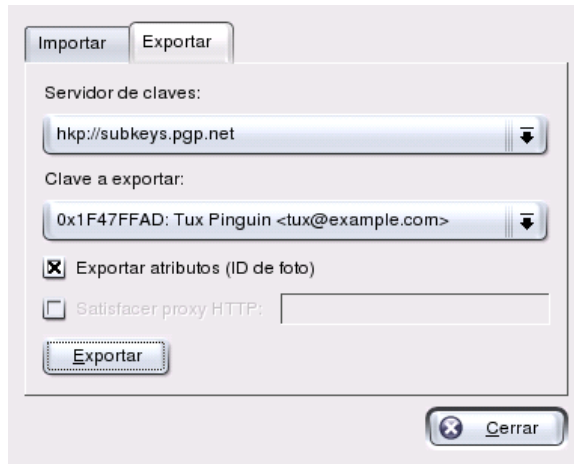 Importar Exportar
Servidor de claves:
hkp://subkeys.pgp.net
Clave a exportar:
0x1F47FFAD: Tux Pinguin <tux@example.com>
Exportar atributos (ID de foto)
Satisfacer proxy HTTP:
Exportar
Cerrar